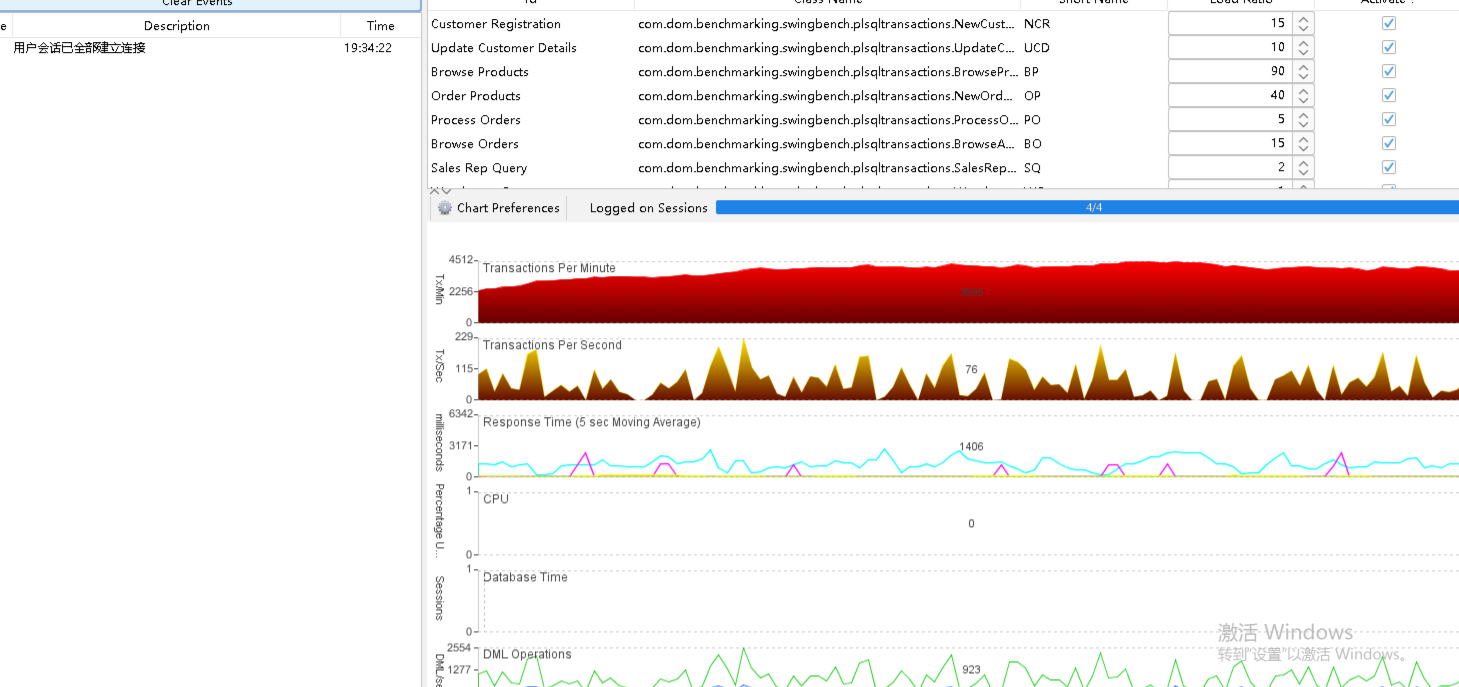 Clear Events
Description Time
用户会话已全部建立连接 19:34:22
Id Class Name Short Name Load Ratio Activate ?
Customer Registration com.dom.benchmarking.swingbench.plsqltransactions.NewCust... NCR 15
Update Customer Details com.dom.benchmarking.swingbench.plsqltransactions.UpdateC... UCD 10
Browse Products com.dom.benchmarking.swingbench.plsqltransactions.BrowsePr... BP 90
Order Products com.dom.benchmarking.swingbench.plsqltransactions.NewOrd... OP 40
Process Orders com.dom.benchmarking.swingbench.plsqltransactions.ProcessO... PO 5
Browse Orders com.dom.benchmarking.swingbench.plsqltransactions.BrowseA... BO 15
Sales Rep Query com.dom.benchmarking.swingbench.plsqltransactions.SalesRep... SQ 2
Chart Preferences Logged on Sessions 4/4
Transactions Per Minute
Tx/Min
4512
2256
0
Transactions Per Second
Tx/Sec
229
115
0
76
Response Time (5 sec Moving Average)
milliseconds
6342
3171
0
1406
CPU
Percentage U...
1
0
0
Database Time
Sessions
1
0
DML Operations
2554
1277
923
激活 Windows
转到"设置"以激活 Windows。